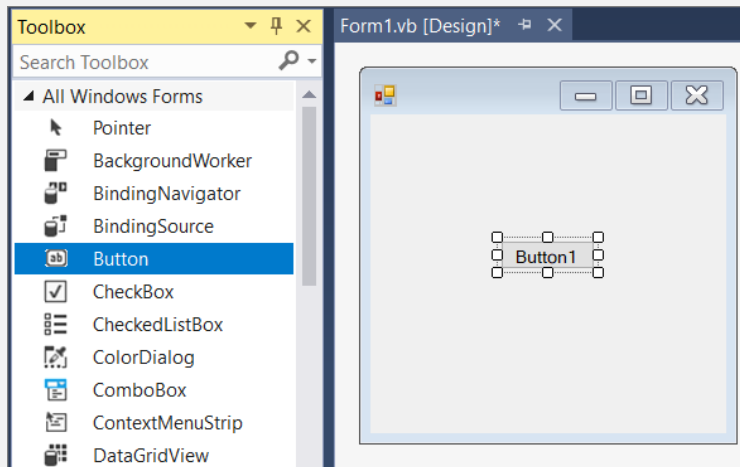 Toolbox
Search Toolbox
All Windows Forms
Pointer
BackgroundWorker
BindingNavigator
BindingSource
Button
CheckBox
CheckedListBox
ColorDialog
ComboBox
ContextMenuStrip
DataGridView
Form1.vb [Design]*
Button1